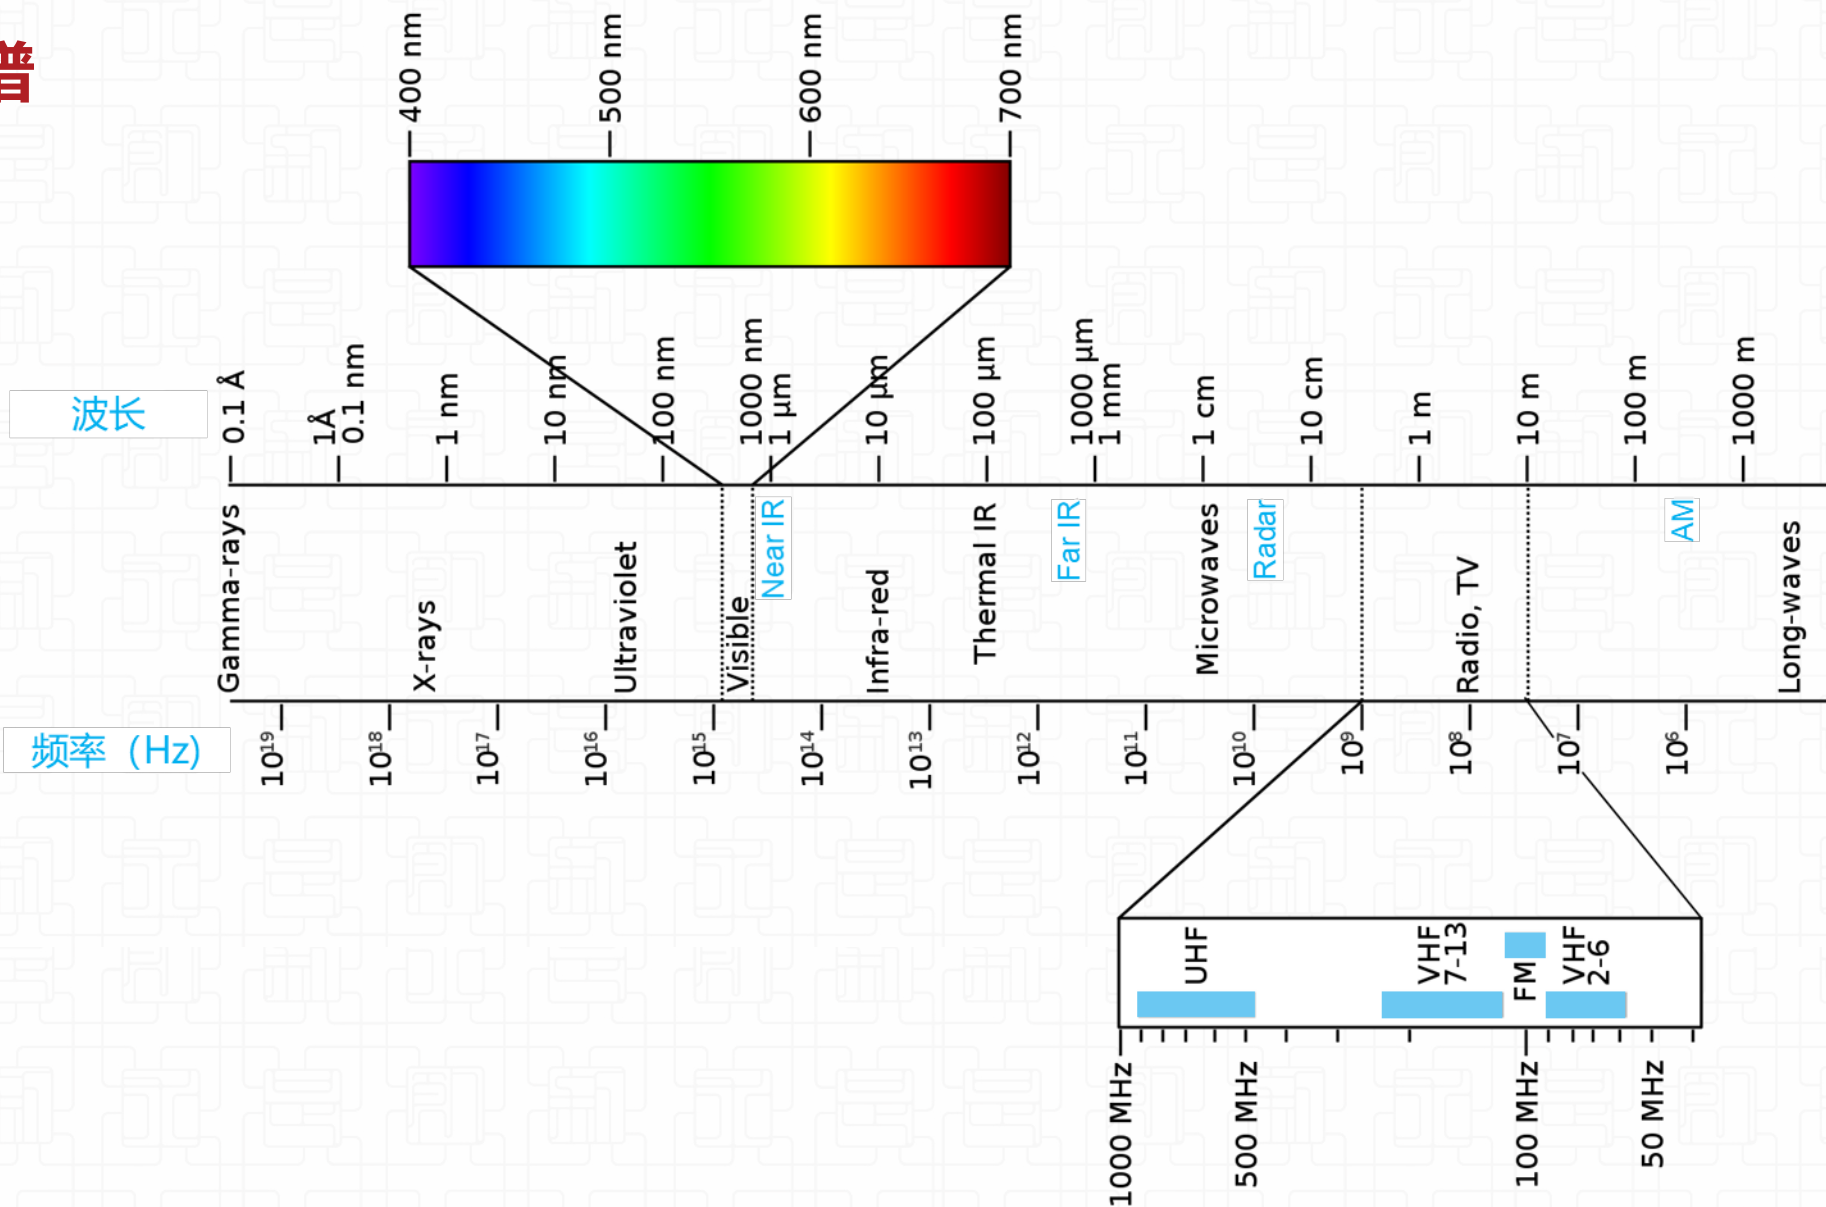 普
400 nm
500 nm
600 nm
700 nm
波长
0.1 Å
1Å
0.1 nm
1 nm
10 nm
100 nm
1000 nm
1 µm
10 µm
100 µm
1000 µm
1 mm
1 cm
10 cm
1 m
10 m
100 m
1000 m
Gamma-rays
X-rays
Ultraviolet
Visible
Near IR
Infra-red
Thermal IR
Far IR
Microwaves
Radar
Radio, TV
AM
Long-waves
频率（Hz)
10¹⁹
10¹⁸
10¹⁷
10¹⁶
10¹⁵
10¹⁴
10¹³
10¹²
10¹¹
10¹⁰
10⁹
10⁸
10⁷
10⁶
UHF
VHF
7-13
FM
VHF
2-6
1000 MHz
500 MHz
100 MHz
50 MHz